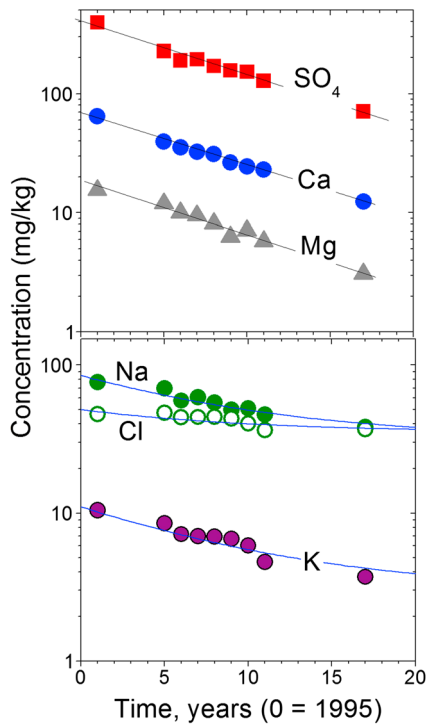 100
SO₄
Ca
10
Mg
1
Concentration (mg/kg)
100
Na
Cl
10
K
1
0 5 10 15 20
Time, years (0 = 1995)